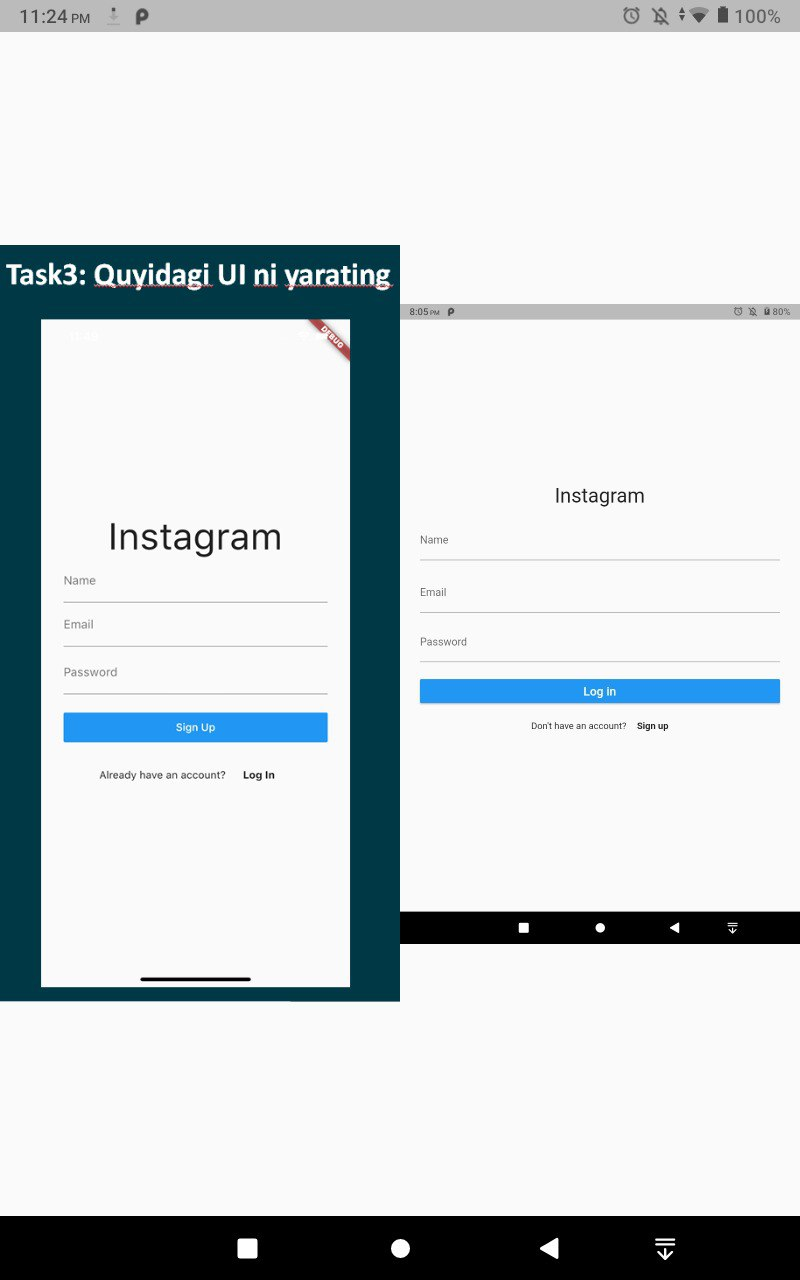 11:24 PM
100%
Task3: Quyidagi UI ni yarating
DEBUG
Instagram
Name
Email
Password
Sign Up
Already have an account? Log In
8:05 PM
80%
Instagram
Name
Email
Password
Log in
Don't have an account? Sign up